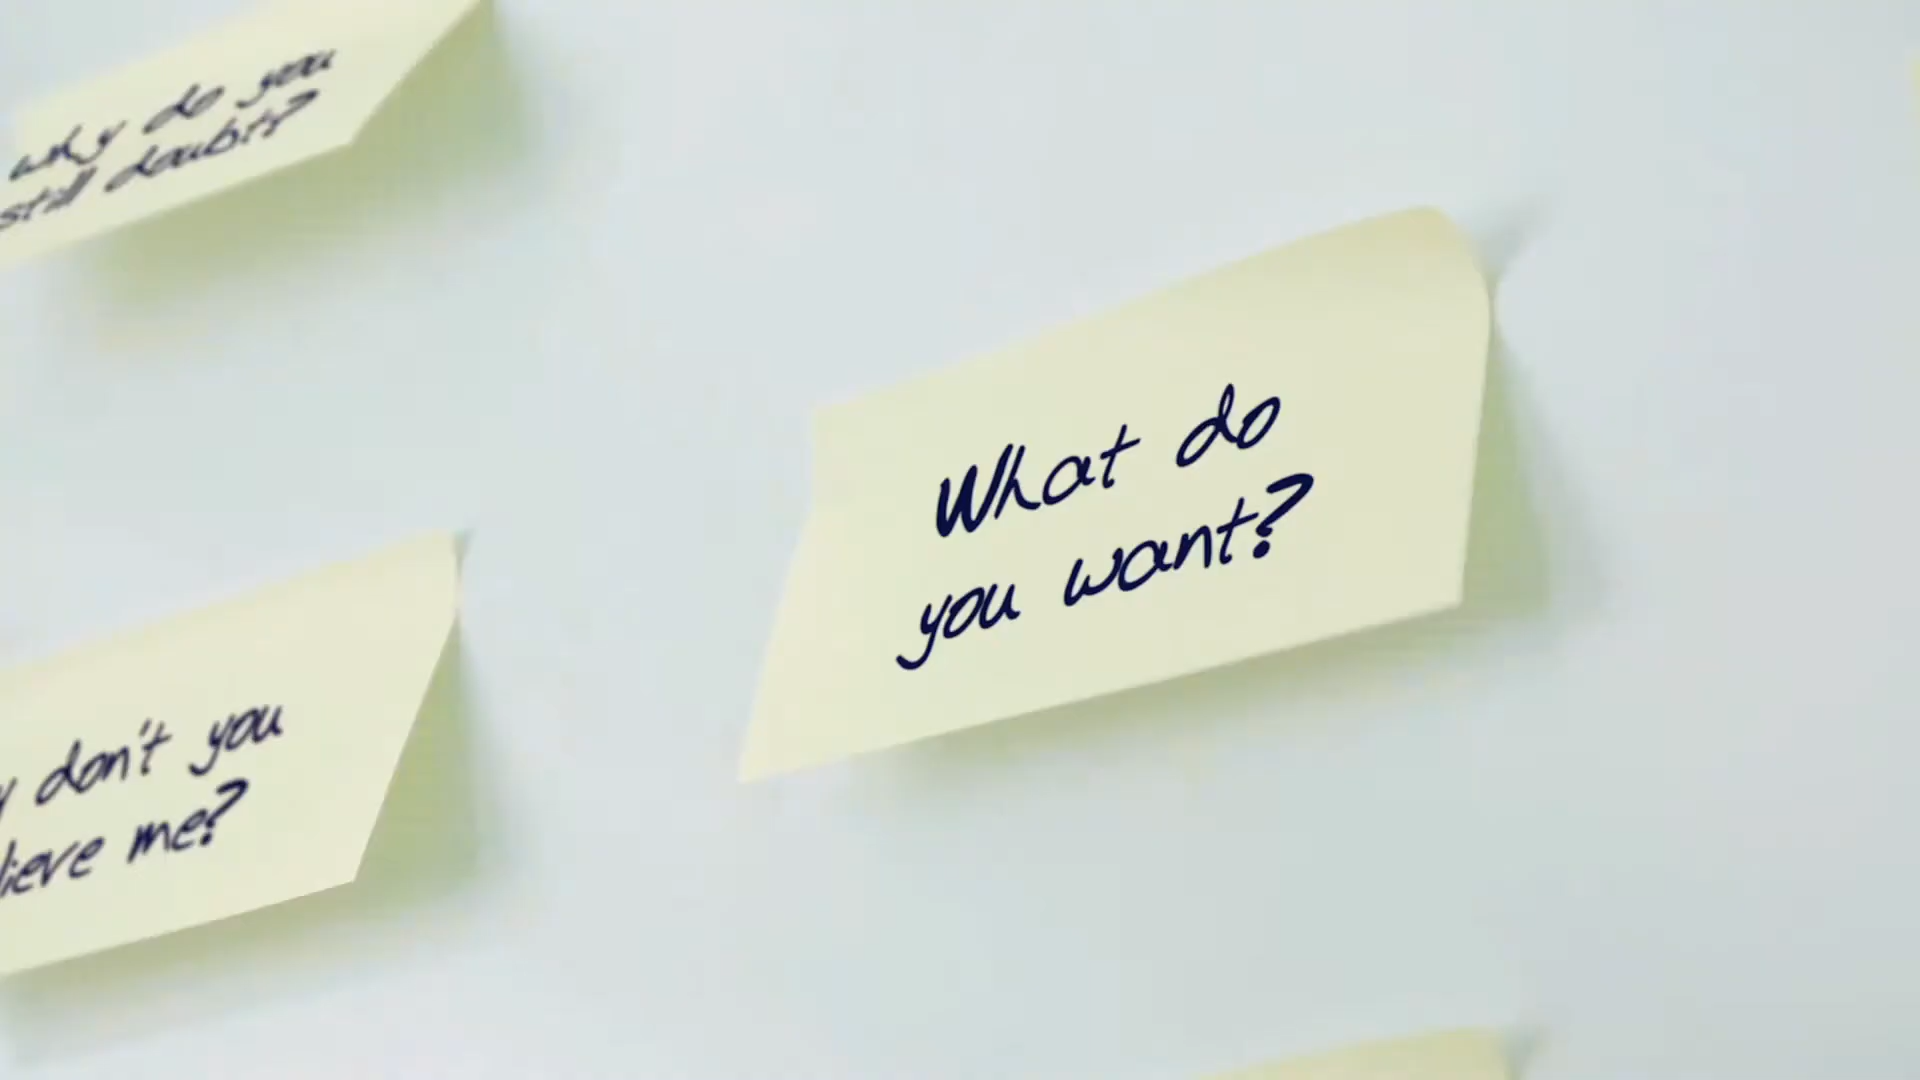 why do you
still doubt?
What do
you want?
don't you
me?